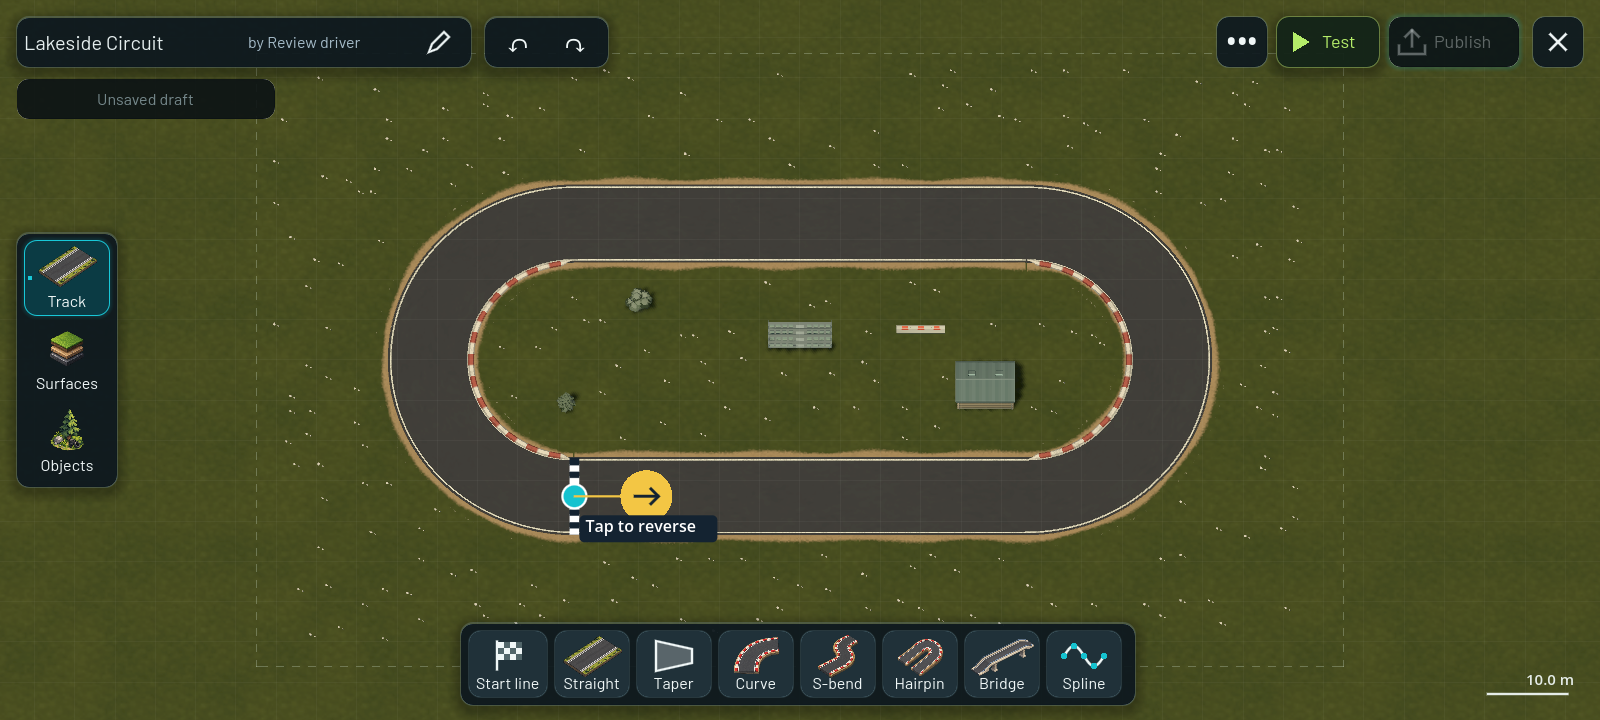 Lakeside Circuit
by Review driver
Test
Publish
Unsaved draft
Track
Surfaces
Objects
Tap to reverse
Start line
Straight
Taper
Curve
S-bend
Hairpin
Bridge
Spline
10.0 m